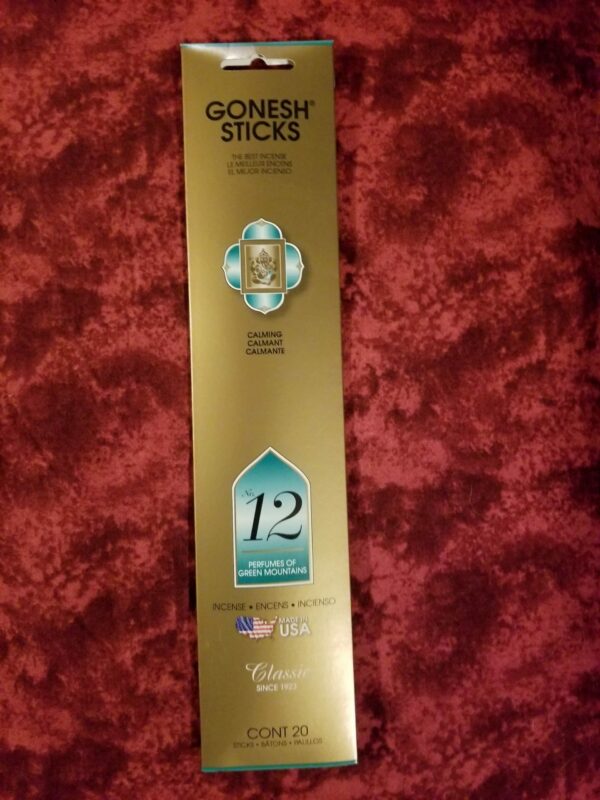 GONESH®
STICKS
THE BEST INCENSE
LE MEILLEUR ENCENS
EL MEJOR INCIENSO
CALMING
CALMANT
CALMANTE
No.
12
PERFUMES OF
GREEN MOUNTAINS
INCENSE • ENCENS • INCIENSO
MADE IN
USA
Classic
SINCE 1923
CONT 20
STICKS • BÂTONS • PALILLOS